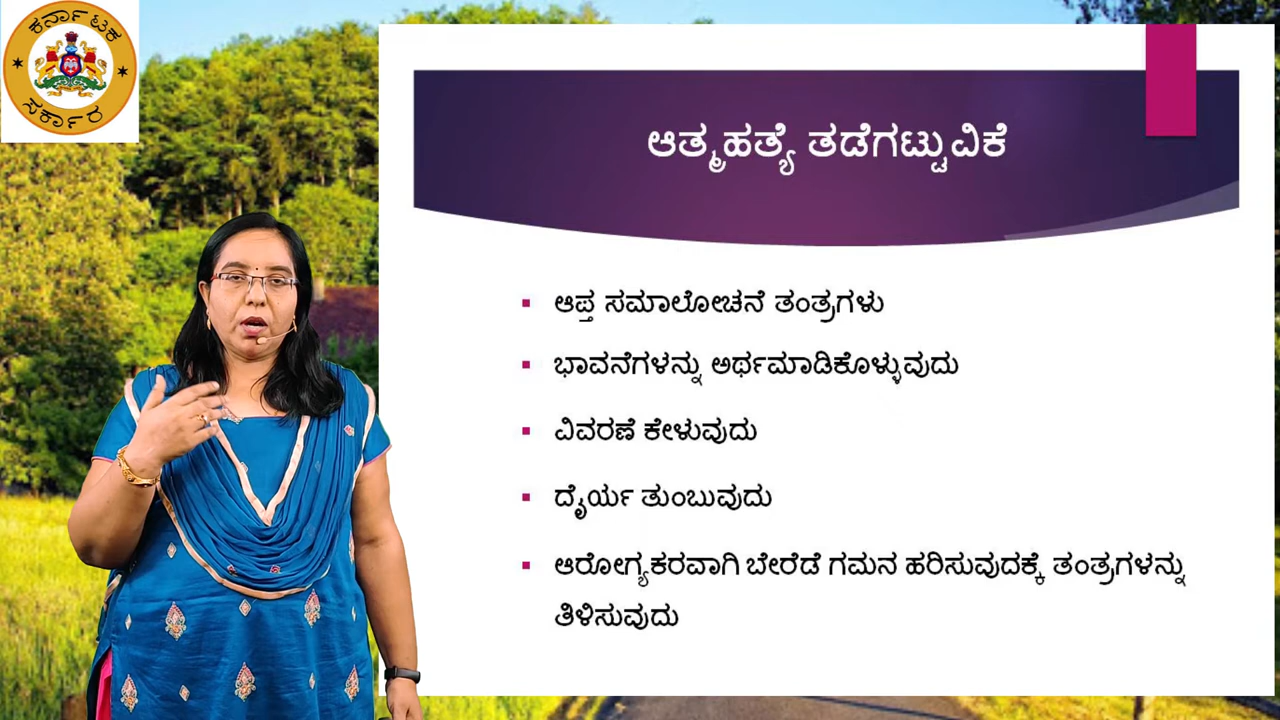 ಕರ್ನಾಟಕ
ಸರ್ಕಾರ
ಆತ್ಮಹತ್ಯೆ ತಡೆಗಟ್ಟುವಿಕೆ
ಆಪ್ತ ಸಮಾಲೋಚನೆ ತಂತ್ರಗಳು
ಭಾವನೆಗಳನ್ನು ಅರ್ಥಮಾಡಿಕೊಳ್ಳುವುದು
ವಿವರಣೆ ಕೇಳುವುದು
ದೈರ್ಯ ತುಂಬುವುದು
ಆರೋಗ್ಯಕರವಾಗಿ ಬೇರೆಡೆ ಗಮನ ಹರಿಸುವುದಕ್ಕೆ ತಂತ್ರಗಳನ್ನು
ತಿಳಿಸುವುದು